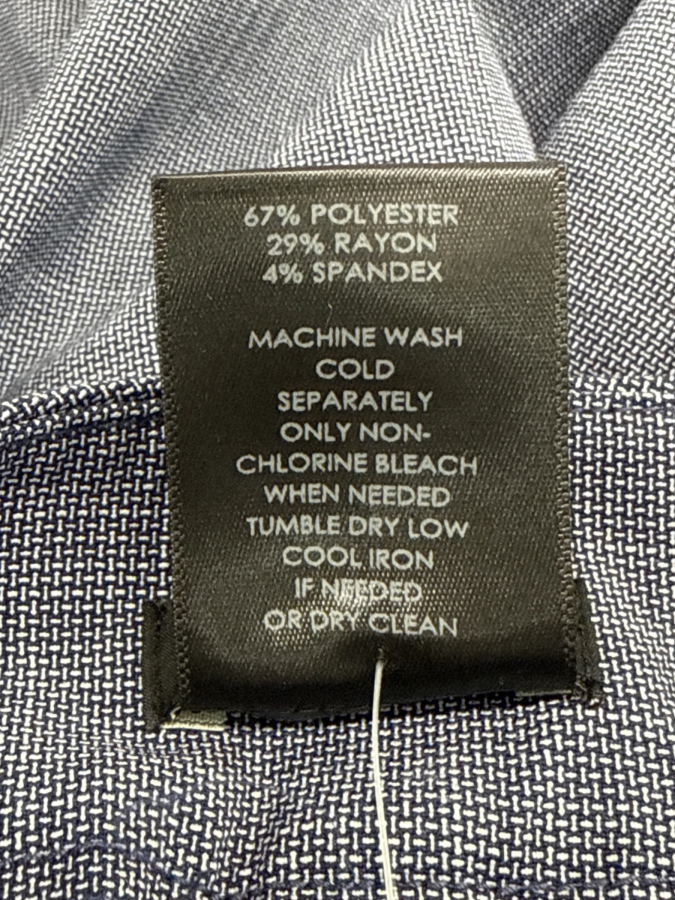 67% POLYESTER
29% RAYON
4% SPANDEX
MACHINE WASH
COLD
SEPARATELY
ONLY NON-
CHLORINE BLEACH
WHEN NEEDED
TUMBLE DRY LOW
COOL IRON
IF NEEDED
OR DRY CLEAN